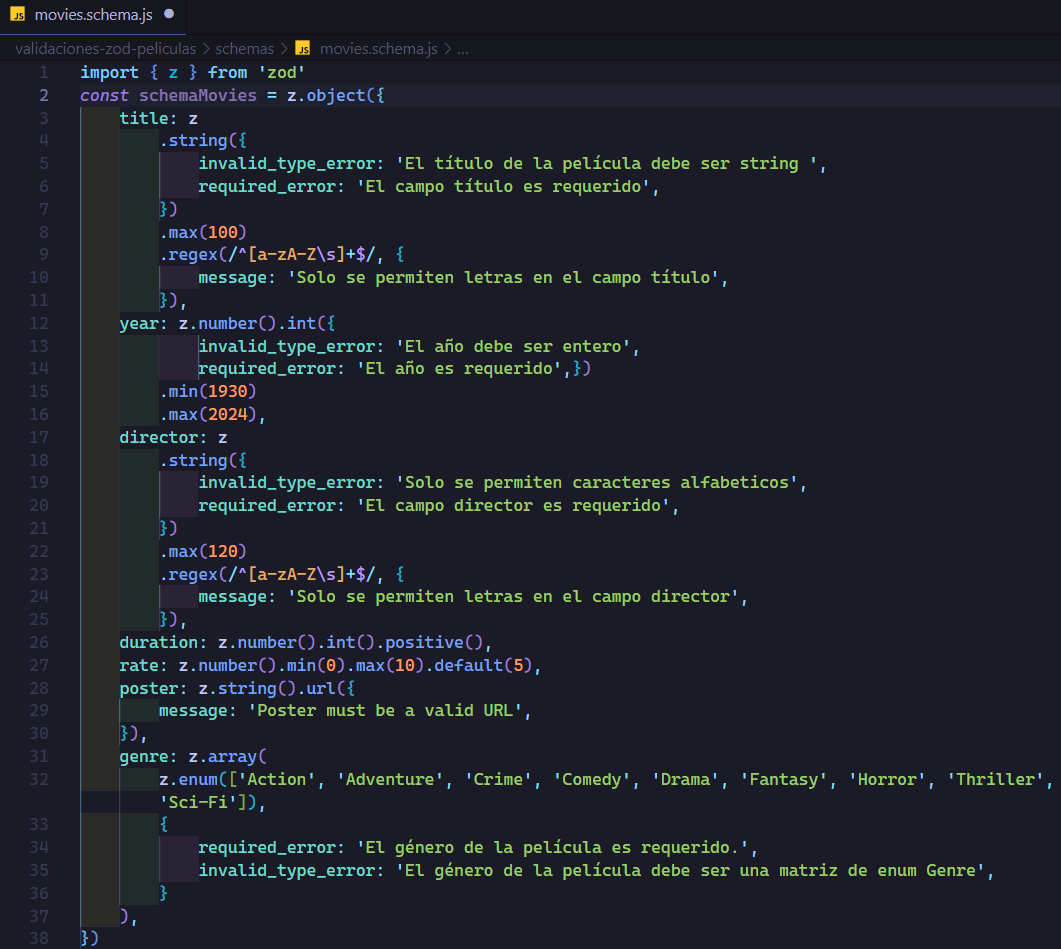 JS movies.schema.js
validaciones-zod-peliculas > schemas > JS movies.schema.js > ...
1 import { z } from 'zod'
2 const schemaMovies = z.object({
3 title: z
4 .string({
5 invalid_type_error: 'El título de la película debe ser string ',
6 required_error: 'El campo título es requerido',
7 })
8 .max(100)
9 .regex(/^[a-zA-Z\s]+$/, {
10 message: 'Solo se permiten letras en el campo título',
11 }),
12 year: z.number().int({
13 invalid_type_error: 'El año debe ser entero',
14 required_error: 'El año es requerido',})
15 .min(1930)
16 .max(2024),
17 director: z
18 .string({
19 invalid_type_error: 'Solo se permiten caracteres alfabeticos',
20 required_error: 'El campo director es requerido',
21 })
22 .max(120)
23 .regex(/^[a-zA-Z\s]+$/, {
24 message: 'Solo se permiten letras en el campo director',
25 }),
26 duration: z.number().int().positive(),
27 rate: z.number().min(0).max(10).default(5),
28 poster: z.string().url({
29 message: 'Poster must be a valid URL',
30 }),
31 genre: z.array(
32 z.enum(['Action', 'Adventure', 'Crime', 'Comedy', 'Drama', 'Fantasy', 'Horror', 'Thriller',
'Sci-Fi']),
33 {
34 required_error: 'El género de la película es requerido.',
35 invalid_type_error: 'El género de la película debe ser una matriz de enum Genre',
36 }
37 ),
38 })